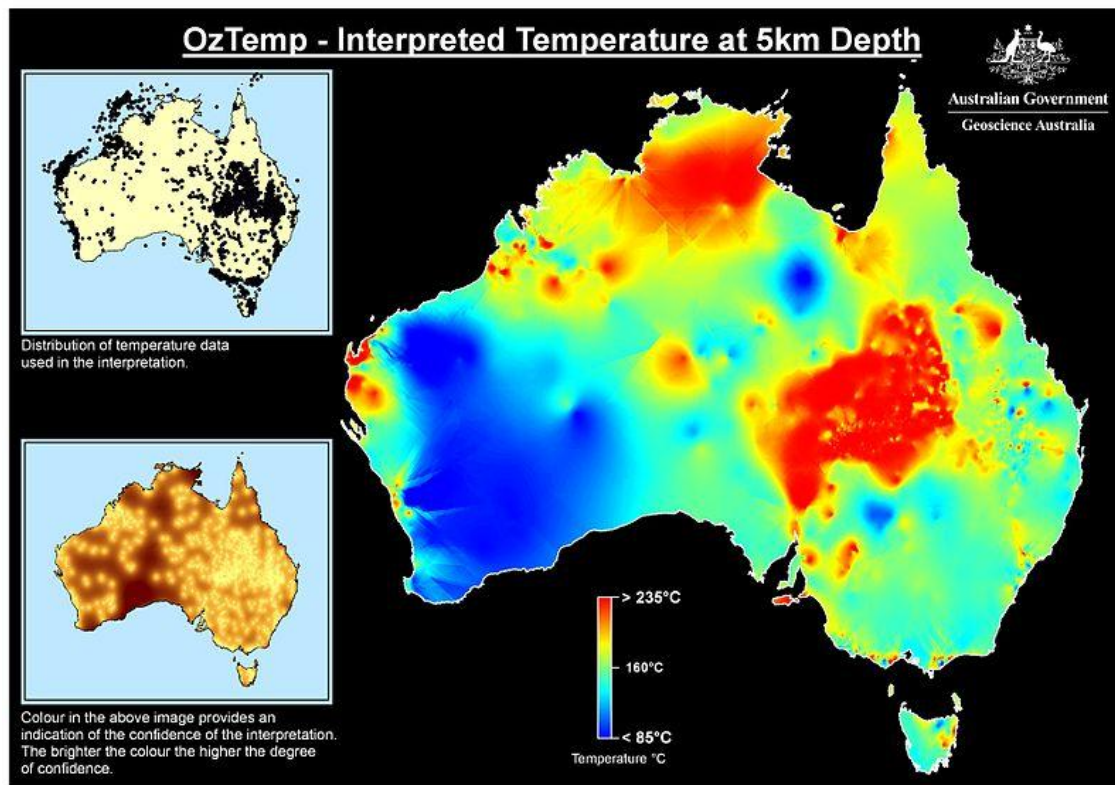 OzTemp - Interpreted Temperature at 5km Depth
Australian Government
Geoscience Australia
Distribution of temperature data
used in the interpretation.
Colour in the above image provides an
indication of the confidence of the interpretation.
The brighter the colour the higher the degree
of confidence.
> 235°C
160°C
< 85°C
Temperature °C